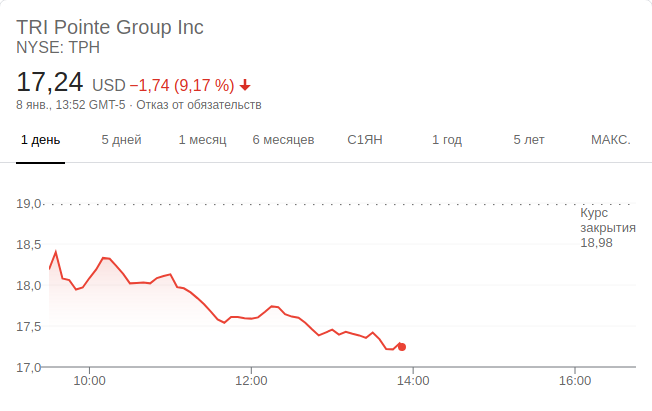 TRI Pointe Group Inc
NYSE: TPH
17,24 USD −1,74 (9,17 %)
8 янв., 13:52 GMT-5 · Отказ от обязательств
1 день 5 дней 1 месяц 6 месяцев С1ЯН 1 год 5 лет МАКС.
19,0
Курс
закрытия
18,98
18,5
18,0
17,5
17,0
10:00 12:00 14:00 16:00